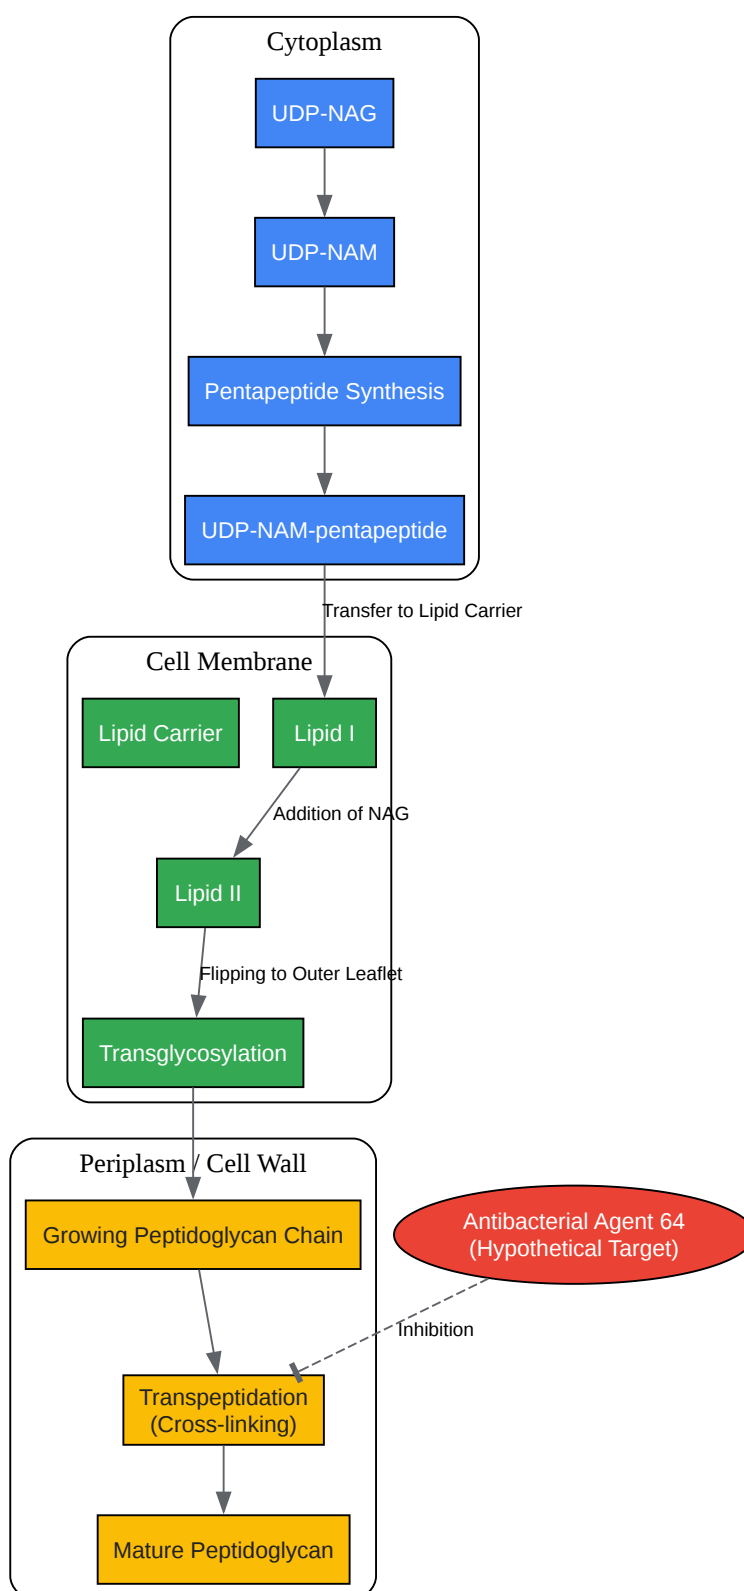 Cytoplasm
UDP-NAG
UDP-NAM
Pentapeptide Synthesis
UDP-NAM-pentapeptide
Transfer to Lipid Carrier
Cell Membrane
Lipid Carrier
Lipid I
Addition of NAG
Lipid II
Flipping to Outer Leaflet
Transglycosylation
Periplasm / Cell Wall
Growing Peptidoglycan Chain
Antibacterial Agent 64
(Hypothetical Target)
Inhibition
Transpeptidation
(Cross-linking)
Mature Peptidoglycan